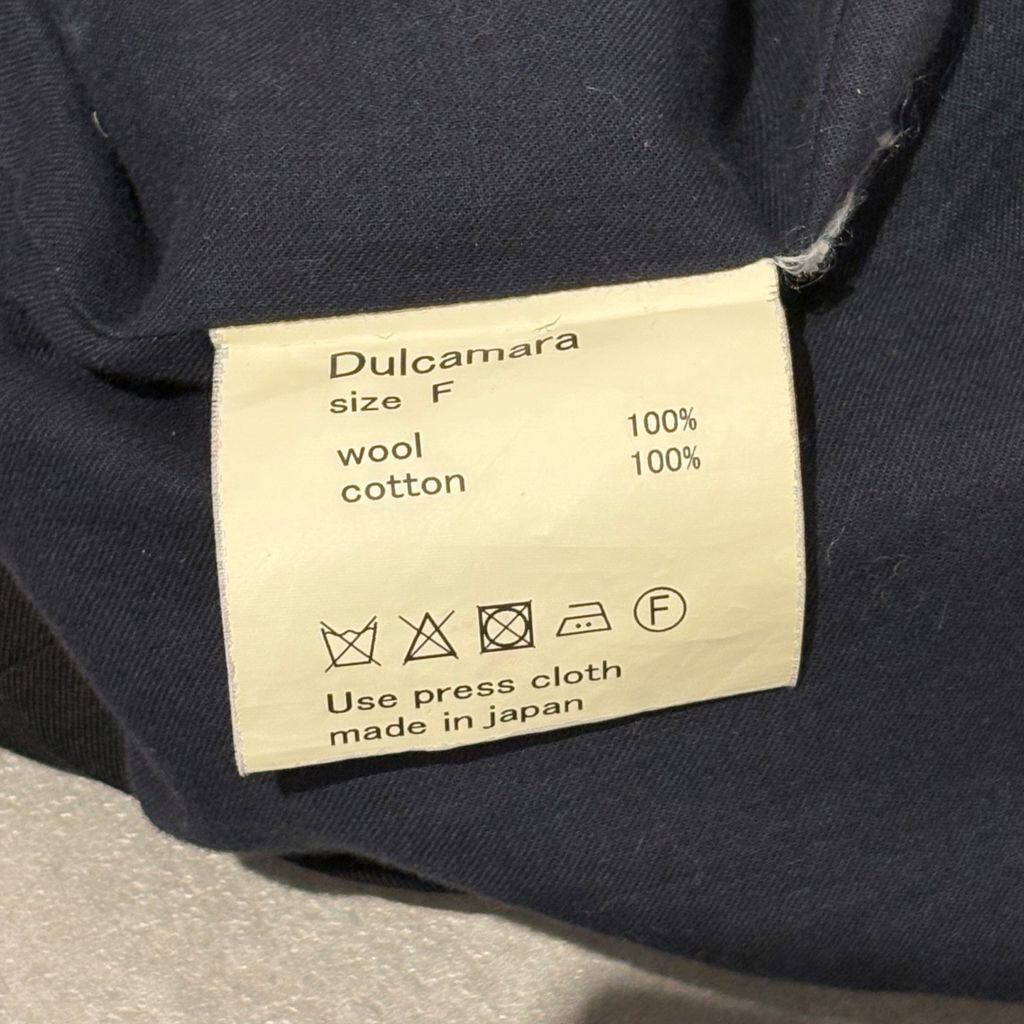 Dulcamara
size F
wool 100%
cotton 100%
F
Use press cloth
made in japan